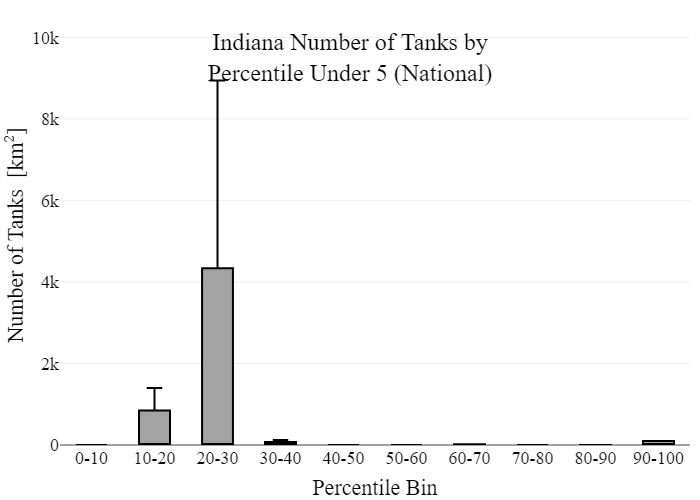 Indiana Number of Tanks by
Percentile Under 5 (National)
Number of Tanks [km²]
10k
8k
6k
4k
2k
0
0-10 10-20 20-30 30-40 40-50 50-60 60-70 70-80 80-90 90-100
Percentile Bin